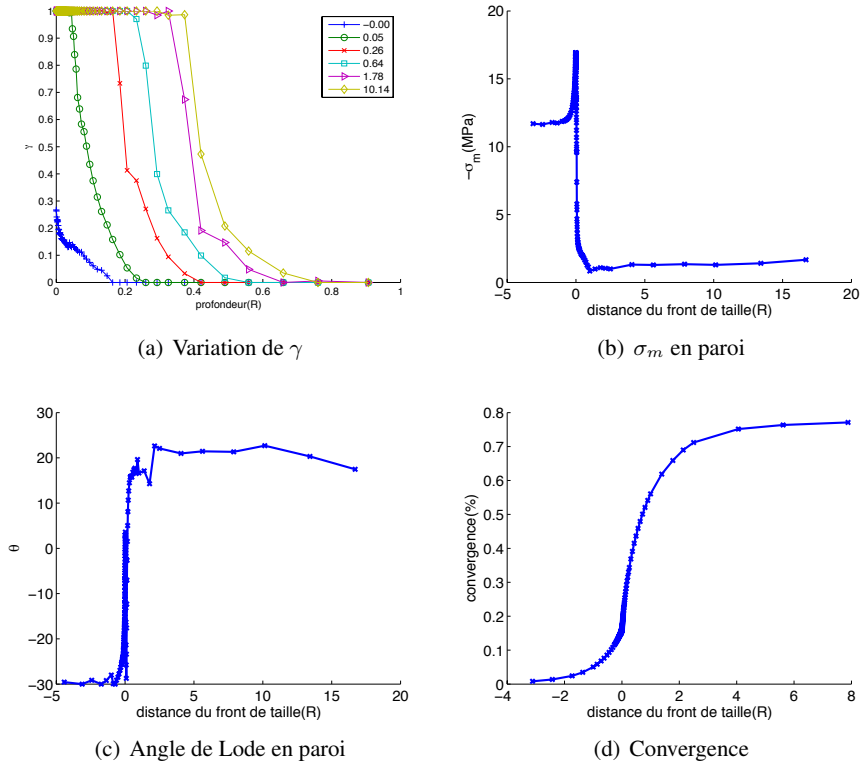 1
0.9
0.8
0.7
0.6
0.5
0.4
0.3
0.2
0.1
0
γ
0 0.2 0.4 0.6 0.8 1
profondeur(R)
−0.00
0.05
0.26
0.64
1.78
10.14
(a) Variation de γ
20
15
10
5
0
−σm(MPa)
−5 0 5 10 15 20
distance du front de taille(R)
(b) σm en paroi
30
20
10
0
−10
−20
−30
θ
−5 0 5 10 15 20
distance du front de taille(R)
(c) Angle de Lode en paroi
0.8
0.7
0.6
0.5
0.4
0.3
0.2
0.1
0
convergence(%)
−4 −2 0 2 4 6 8
distance du front de taille(R)
(d) Convergence